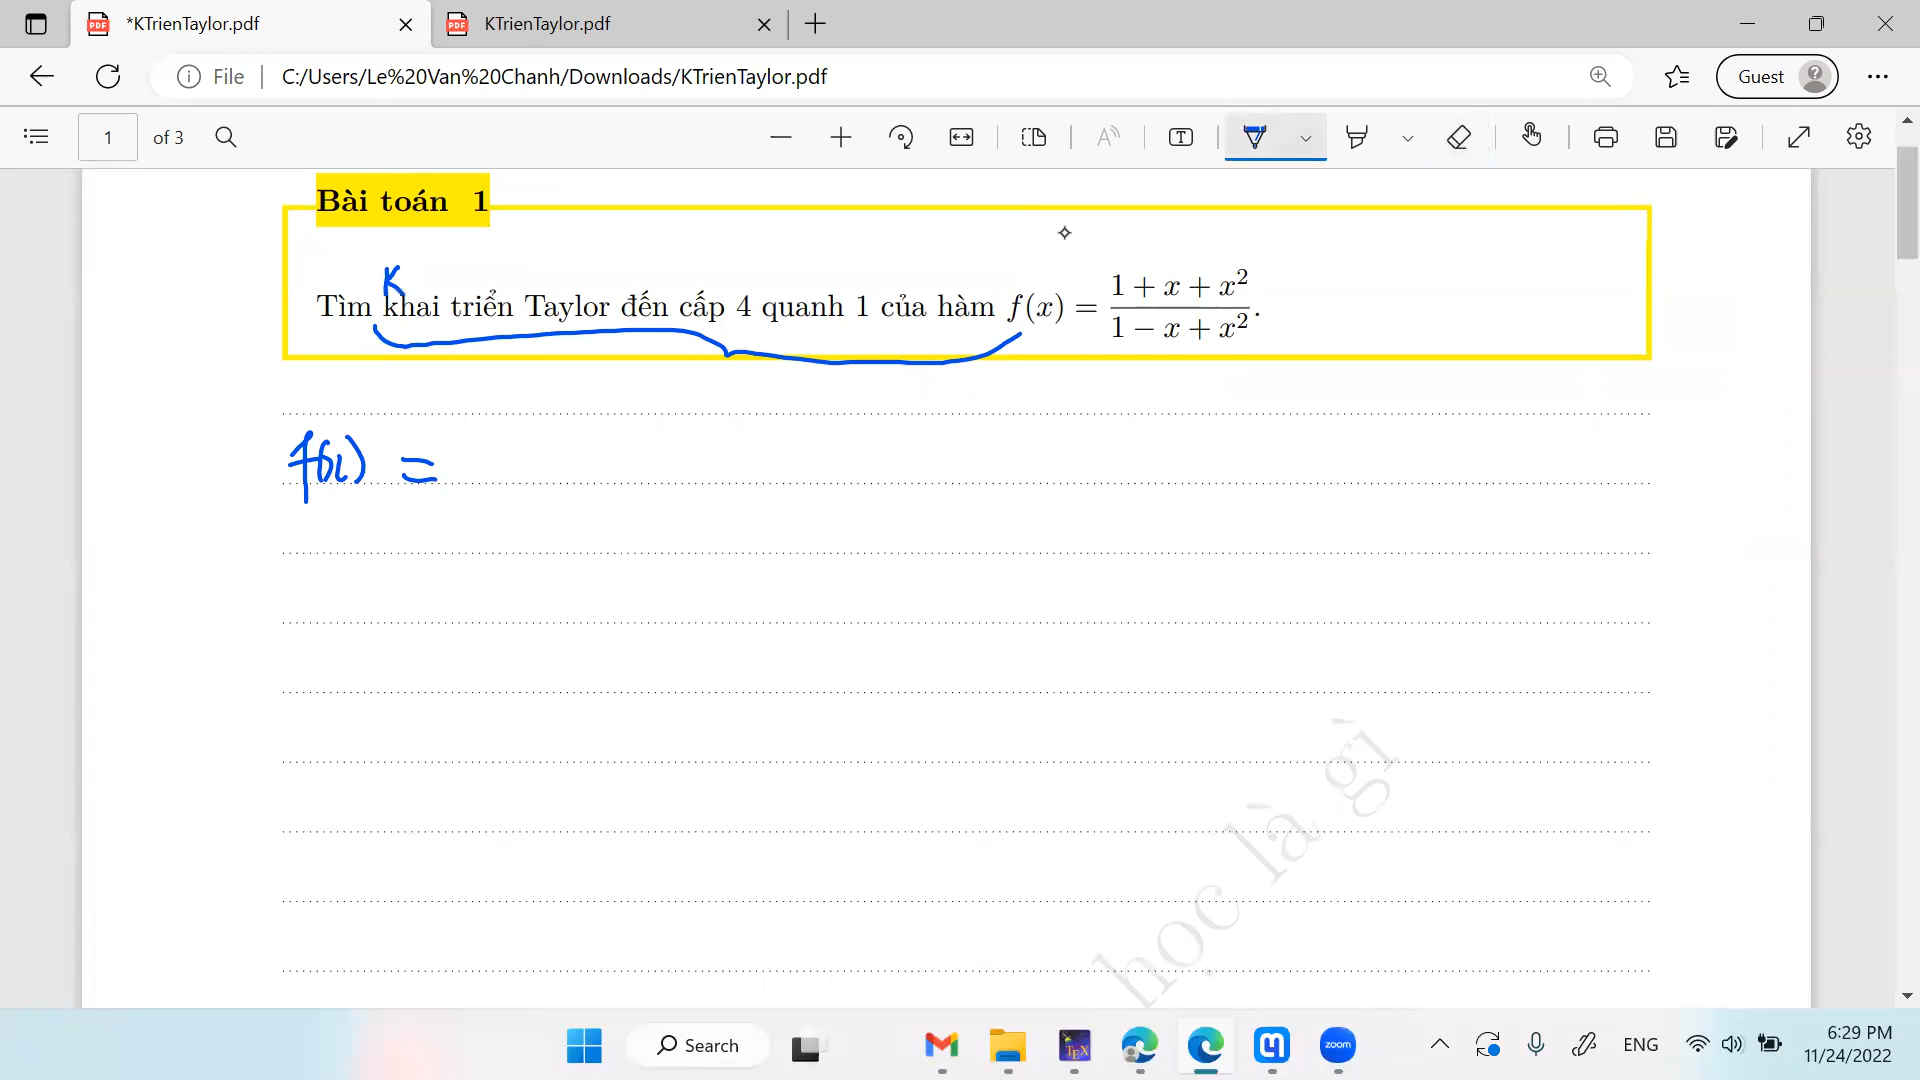 *KTrienTaylor.pdf
KTrienTaylor.pdf
File
C:/Users/Le%20Van%20Chanh/Downloads/KTrienTaylor.pdf
Guest
1 of 3
Bài toán 1
K
Tìm khai triển Taylor đến cấp 4 quanh 1 của hàm f(x) = (1 + x + x²)/(1 − x + x²).
f(x) =
học là gì
Search
zoom
ENG
6:29 PM
11/24/2022